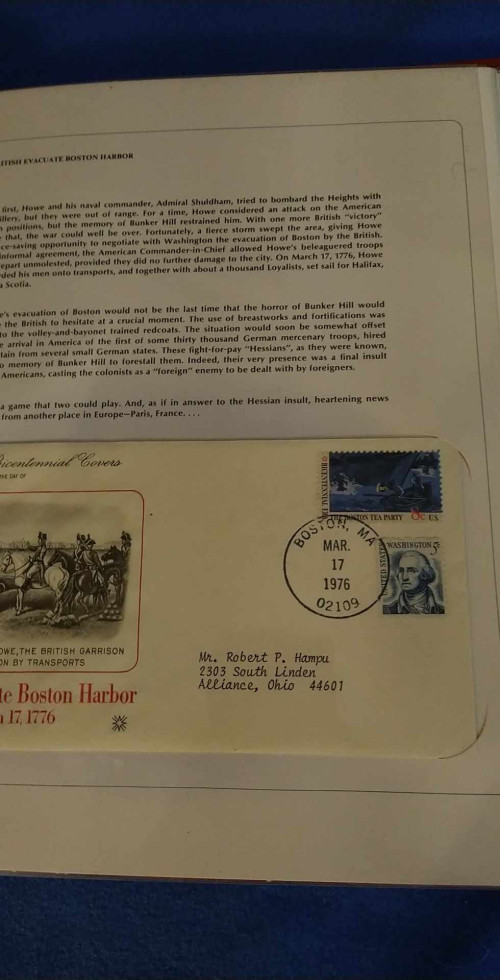 ITISH EVACUATE BOSTON HARBOR
first, Howe and his naval commander, Admiral Shuldham, tried to bombard the Heights with
illery, but they were out of range. For a time, Howe considered an attack on the American
positions, but the memory of Bunker Hill restrained him. With one more British "victory"
that, the war could well be over. Fortunately, a fierce storm swept the area, giving Howe
ce-saving opportunity to negotiate with Washington the evacuation of Boston by the British.
informal agreement, the American Commander-in-Chief allowed Howe's beleaguered troops
epart unmolested, provided they did no further damage to the city. On March 17, 1776, Howe
ded his men onto transports, and together with about a thousand Loyalists, set sail for Halifax,
a Scotia.
e's evacuation of Boston would not be the last time that the horror of Bunker Hill would
the British to hesitate at a crucial moment. The use of breastworks and fortifications was
to the volley-and-bayonet trained redcoats. The situation would soon be somewhat offset
e arrival in America of the first of some thirty thousand German mercenary troops, hired
tain from several small German states. These fight-for-pay "Hessians", as they were known,
o memory of Bunker Hill to forestall them. Indeed, their very presence was a final insult
Americans, casting the colonists as a "foreign" enemy to be dealt with by foreigners.
a game that two could play. And, as if in answer to the Hessian insult, heartening news
from another place in Europe—Paris, France. . . .
Bicentennial Covers
THE DAY OF
BICENTENNIAL
THE BOSTON TEA PARTY 8c U.S.
BOSTON, MA
MAR.
17
1976
02109
WASHINGTON 5c
UNITED STATES
OWE, THE BRITISH GARRISON
ON BY TRANSPORTS
te Boston Harbor
h 17, 1776
Mr. Robert P. Hampu
2303 South Linden
Alliance, Ohio 44601